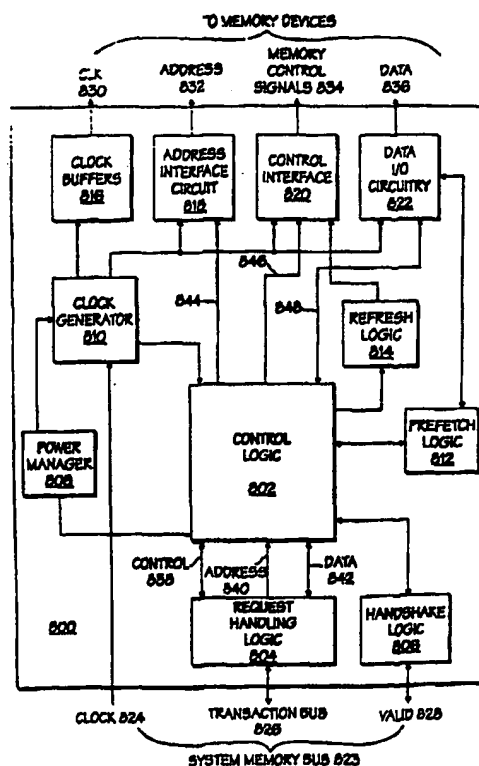 TO MEMORY DEVICES
CLK
830
ADDRESS
832
MEMORY
CONTROL
SIGNALS 834
DATA
836
CLOCK
BUFFERS
816
ADDRESS
INTERFACE
CIRCUIT
818
CONTROL
INTERFACE
820
DATA
I/O
CIRCUITRY
822
846
844
848
CLOCK
GENERATOR
810
REFRESH
LOGIC
814
POWER
MANAGER
808
CONTROL
LOGIC
802
PREFETCH
LOGIC
812
CONTROL
838
ADDRESS
840
DATA
842
800
REQUEST
HANDLING
LOGIC
804
HANDSHAKE
LOGIC
806
CLOCK 824
TRANSACTION BUS
826
VALID 828
SYSTEM MEMORY BUS 823